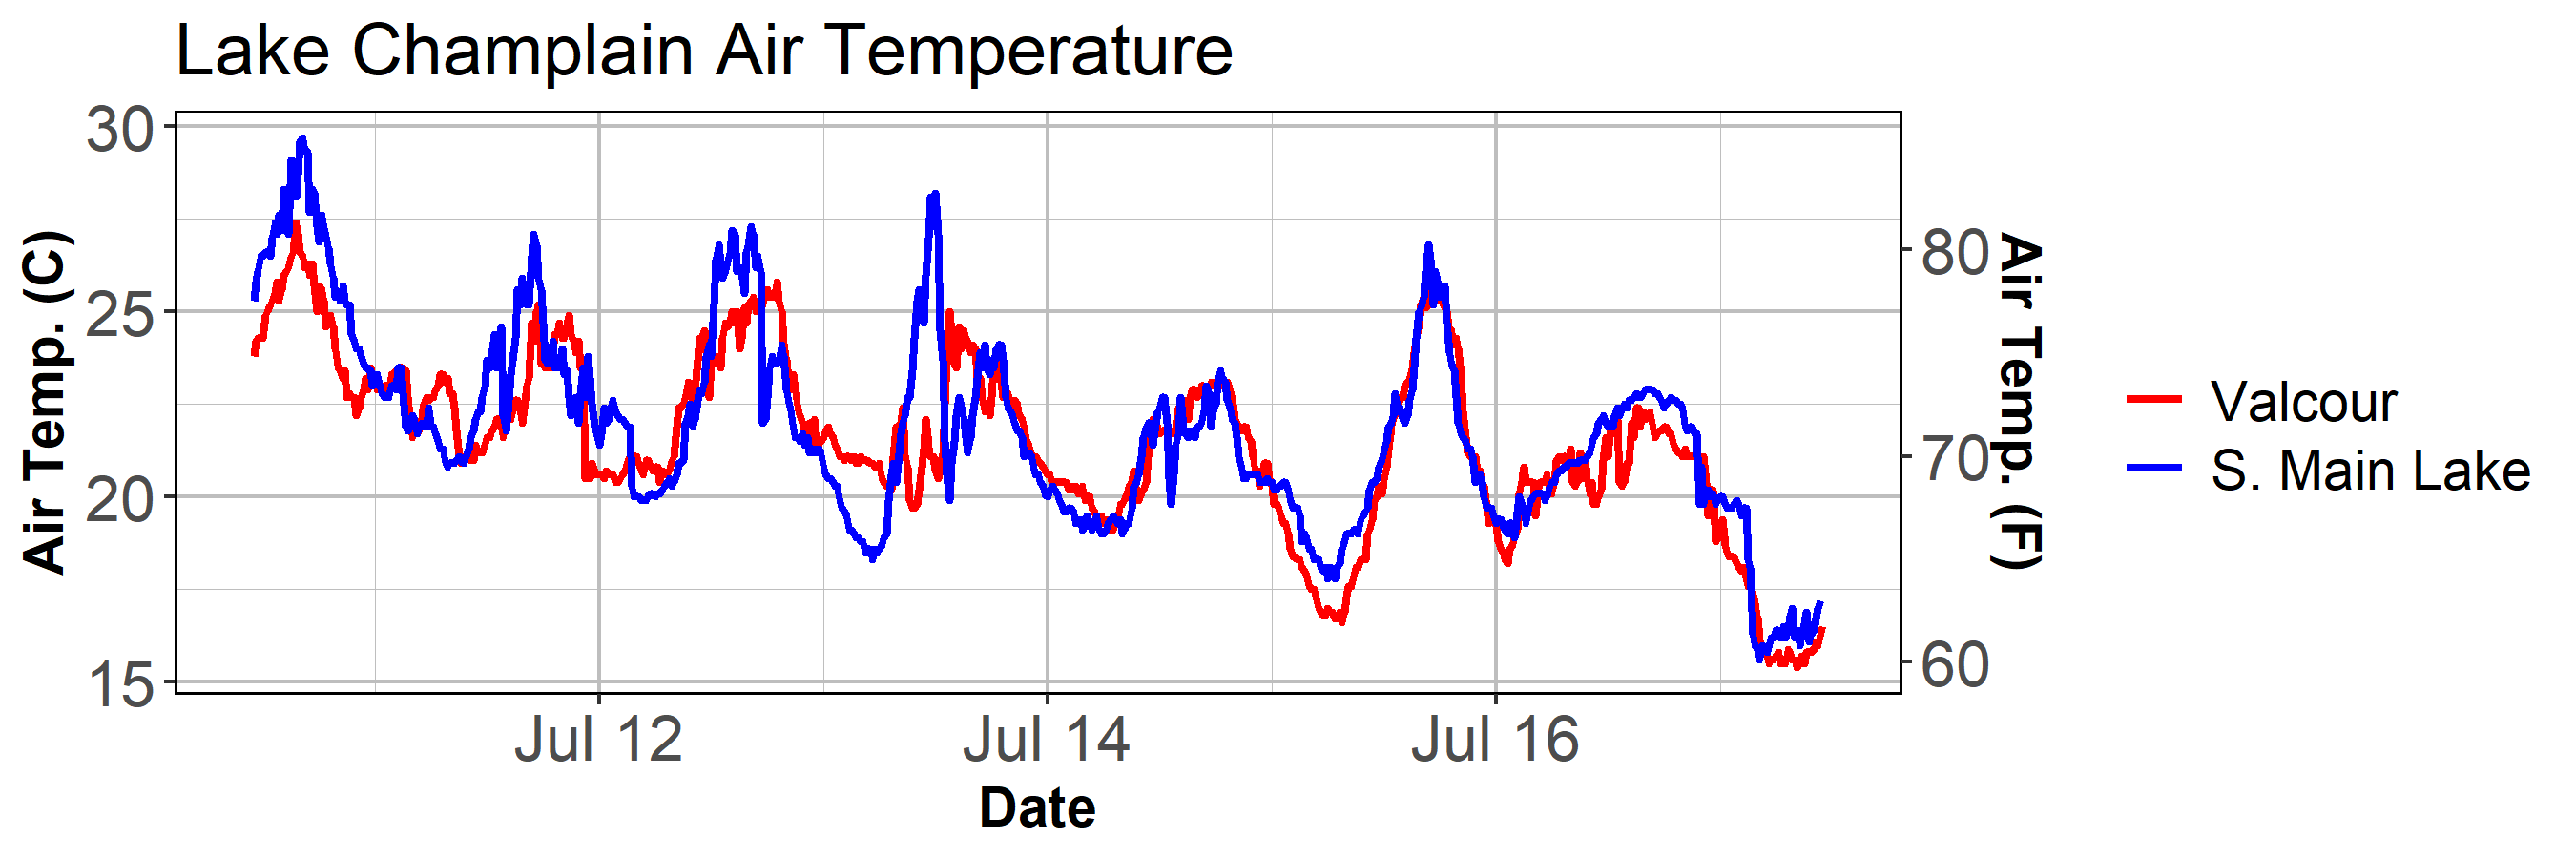 Lake Champlain Air Temperature
Air Temp. (C)
30
25
20
15
80
70
60
Air Temp. (F)
Jul 12
Jul 14
Jul 16
Date
Valcour
S. Main Lake